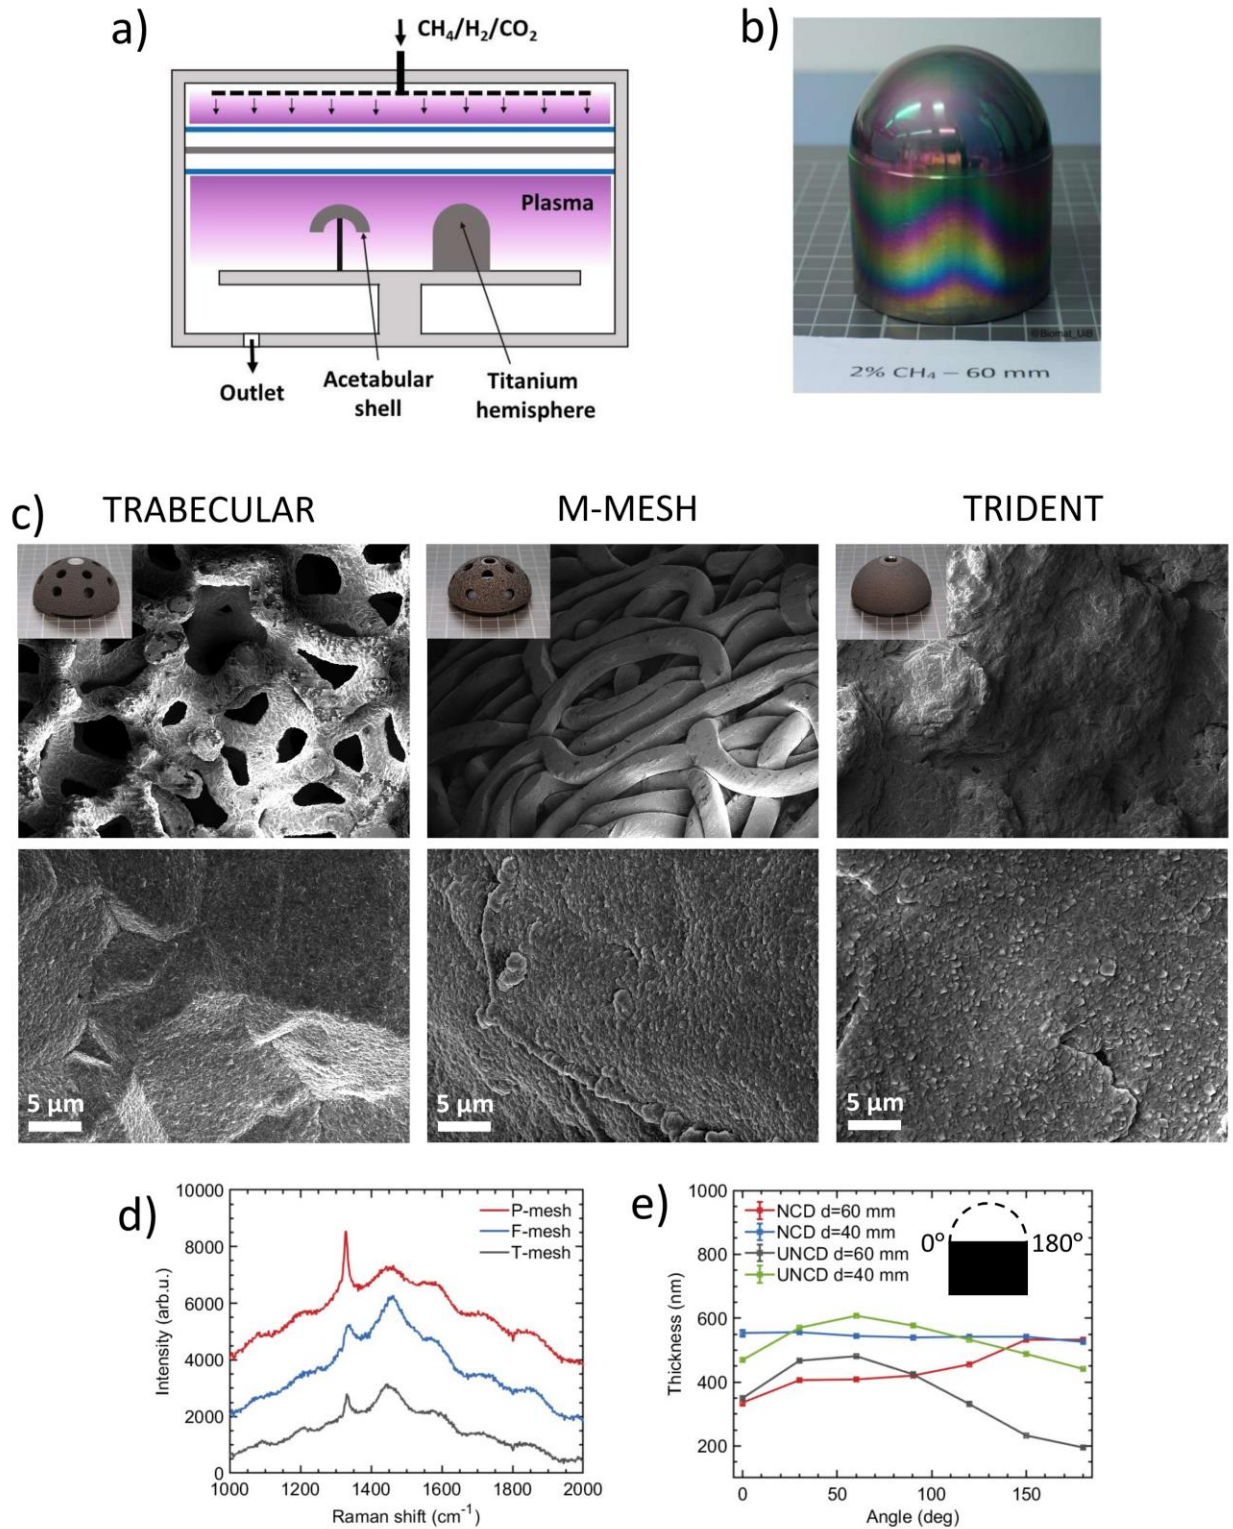 a)
CH₄/H₂/CO₂
Plasma
Outlet
Acetabular
shell
Titanium
hemisphere
b)
©Biomat_UiB
2% CH₄ – 60 mm
c)
TRABECULAR
M-MESH
TRIDENT
5 µm
5 µm
5 µm
d)
10000
8000
6000
4000
2000
0
Intensity (arb.u.)
P-mesh
F-mesh
T-mesh
1000 1200 1400 1600 1800 2000
Raman shift (cm⁻¹)
e)
1000
800
600
400
200
Thickness (nm)
NCD d=60 mm
NCD d=40 mm
UNCD d=60 mm
UNCD d=40 mm
0° 180°
0 50 100 150
Angle (deg)